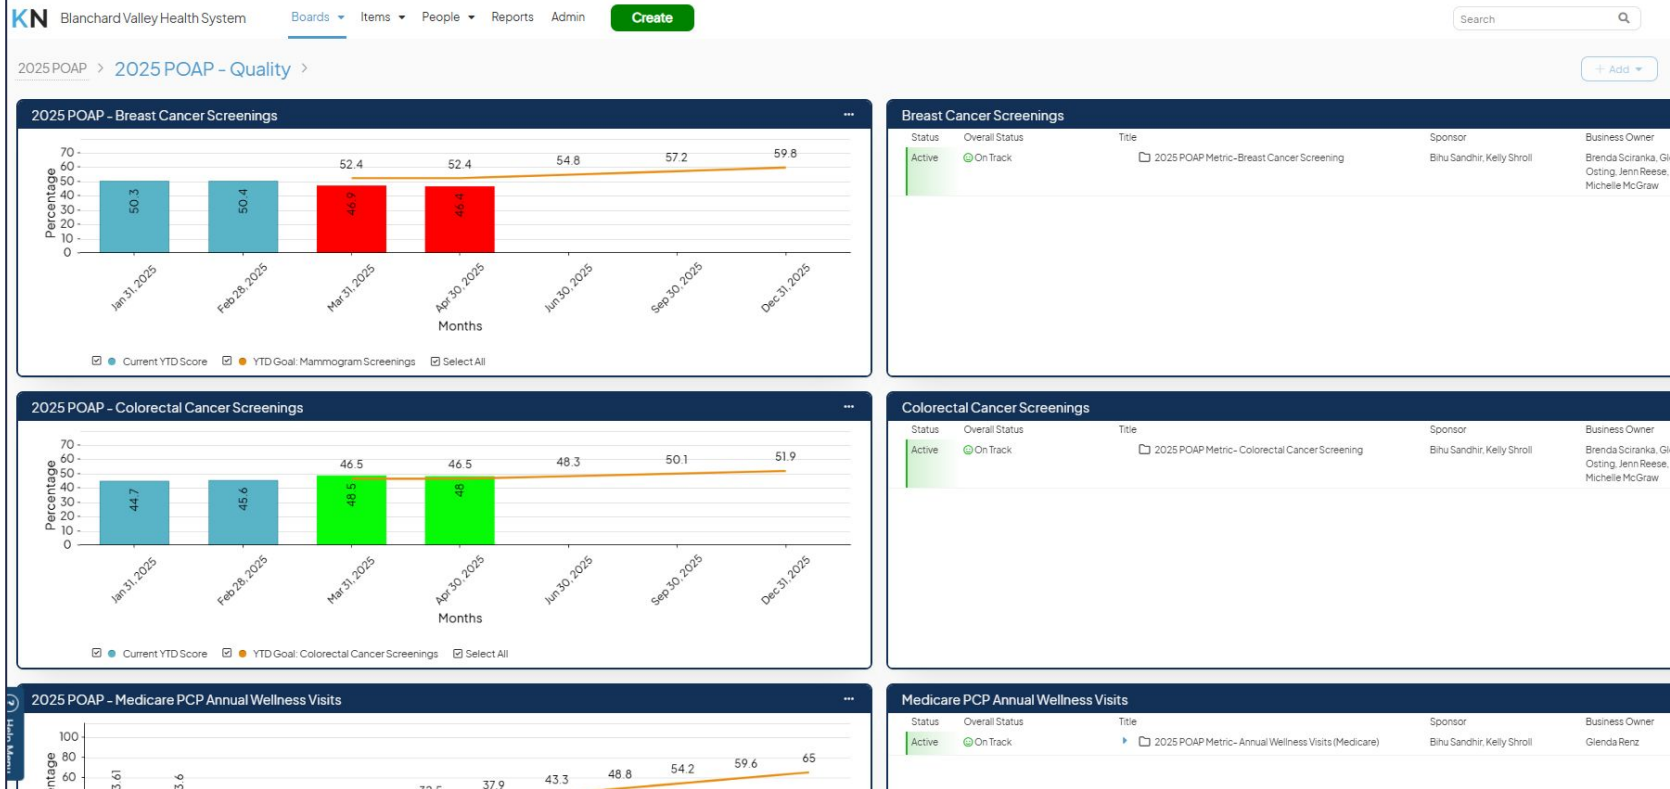 KN Blanchard Valley Health System Boards Items People Reports Admin Create Search
2025 POAP > 2025 POAP - Quality > + Add
2025 POAP - Breast Cancer Screenings ...
Percentage
70
60
50
40
30
20
10
0
50.3 50.4 46.9 46.4
52.4 52.4 54.8 57.2 59.8
Jan 31, 2025 Feb 28, 2025 Mar 31, 2025 Apr 30, 2025 Jun 30, 2025 Sep 30, 2025 Dec 31, 2025
Months
Current YTD Score YTD Goal: Mammogram Screenings Select All
Breast Cancer Screenings
Status Overall Status Title Sponsor Business Owner
Active On Track 2025 POAP Metric-Breast Cancer Screening Bihu Sandhir, Kelly Shroll Brenda Sciranka,
Osting, Jenn Reese,
Michelle McGraw
2025 POAP - Colorectal Cancer Screenings ...
Percentage
70
60
50
40
30
20
10
0
44.7 45.6 48.5 48
46.5 46.5 48.3 50.1 51.9
Jan 31, 2025 Feb 28, 2025 Mar 31, 2025 Apr 30, 2025 Jun 30, 2025 Sep 30, 2025 Dec 31, 2025
Months
Current YTD Score YTD Goal: Colorectal Cancer Screenings Select All
Colorectal Cancer Screenings
Status Overall Status Title Sponsor Business Owner
Active On Track 2025 POAP Metric- Colorectal Cancer Screening Bihu Sandhir, Kelly Shroll Brenda Sciranka,
Osting, Jenn Reese,
Michelle McGraw
2025 POAP - Medicare PCP Annual Wellness Visits ...
100
80
60
37.9 43.3 48.8 54.2 59.6 65
Medicare PCP Annual Wellness Visits
Status Overall Status Title Sponsor Business Owner
Active On Track 2025 POAP Metric- Annual Wellness Visits (Medicare) Bihu Sandhir, Kelly Shroll Glenda Renz